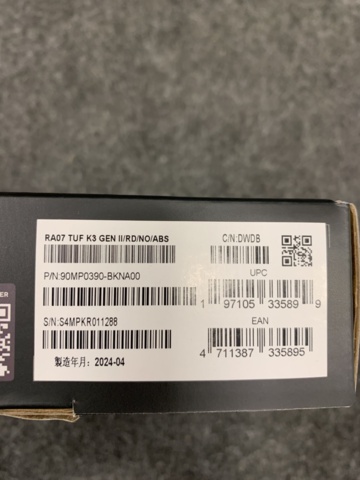 RA07 TUF K3 GEN II/RD/NO/ABS
C/N:DWDB
P/N:90MP0390-BKNA00
UPC
1 97105 33589 9
S/N:S4MPKR011288
EAN
4 711387 335895
製造年月：2024-04